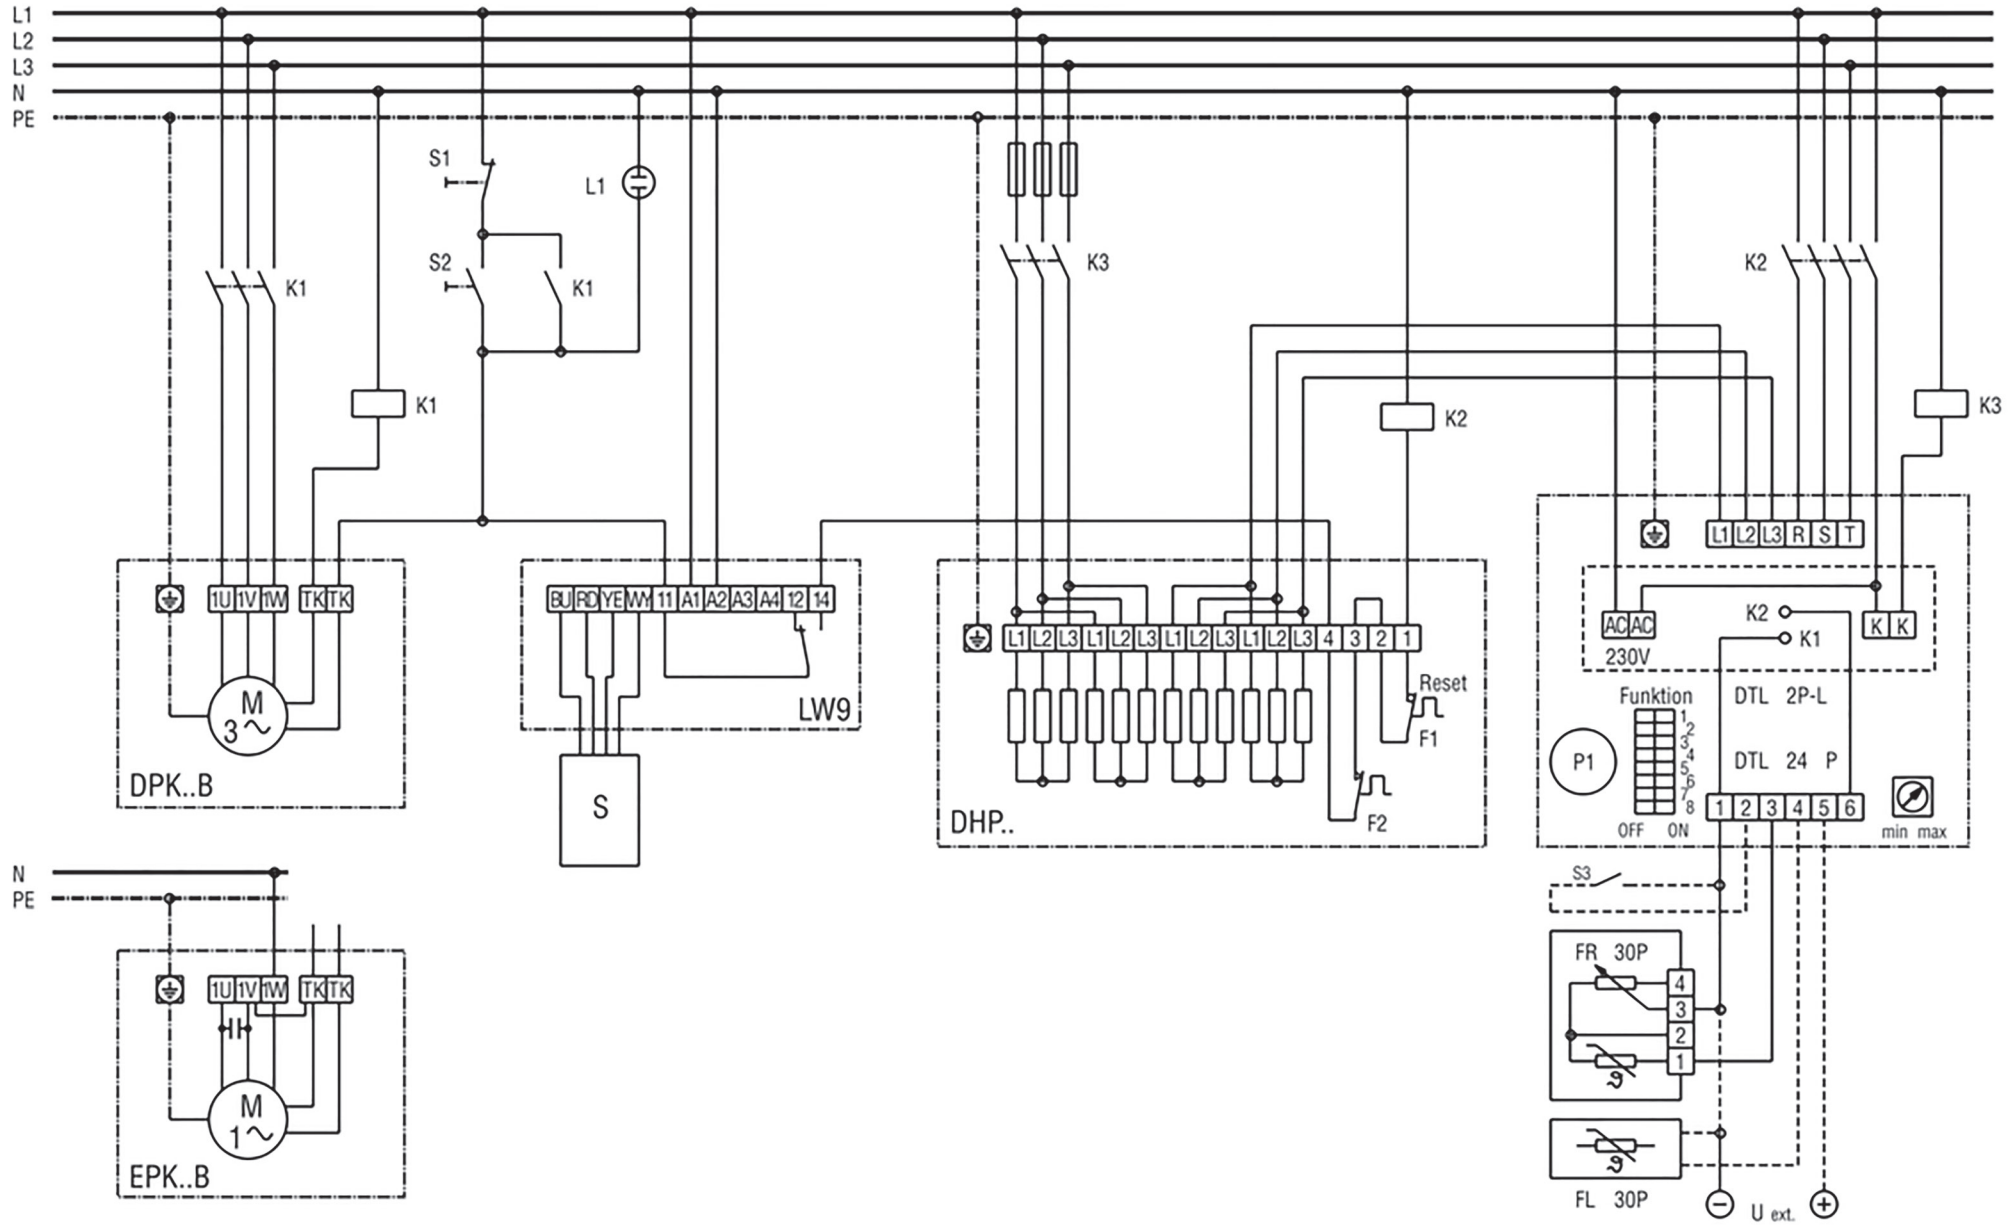 L1
L2
L3
N
PE
S1
L1
S2
K1
K1
K3
K2
K1
K2
K3
1U 1V 1W TK TK
M
3
DPK..B
BU RD YE WY 11 A1 A2 A3 A4 12 14
LW9
S
L1 L2 L3 L1 L2 L3 L1 L2 L3 L1 L2 L3 4 3 2 1
Reset
F1
F2
DHP..
L1 L2 L3 R S T
K2
AC AC
K1
K K
230V
Funktion
DTL 2P-L
1
2
3
4
5
6
7
8
P1
DTL 24 P
1 2 3 4 5 6
OFF ON
min max
N
PE
1U 1V 1W TK TK
M
1
EPK..B
S3
FR 30P
4
3
2
1
ϑ
ϑ
FL 30P
− U ext. +